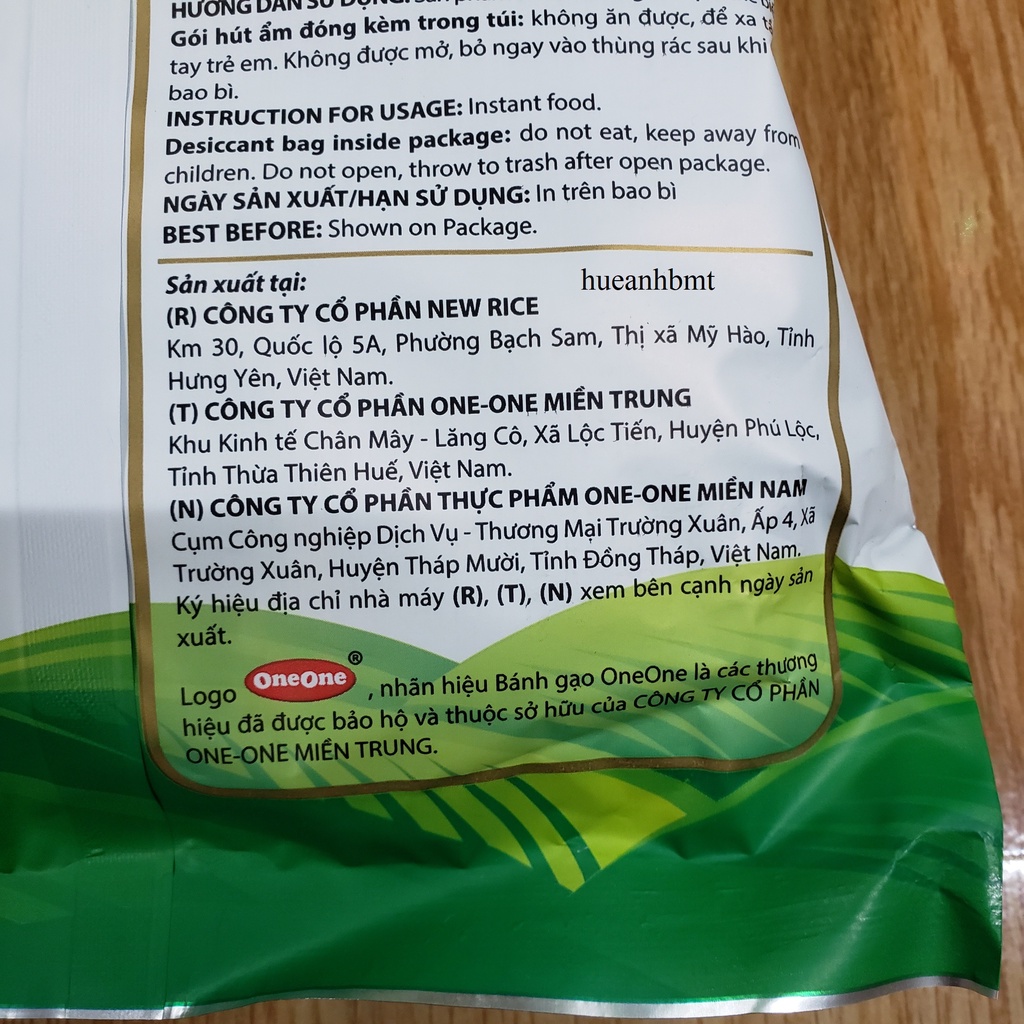 HƯỚNG DẪN SỬ DỤNG:
Gói hút ẩm đóng kèm trong túi: không ăn được, để xa
tay trẻ em. Không được mở, bỏ ngay vào thùng rác sau khi
bao bì.
INSTRUCTION FOR USAGE: Instant food.
Desiccant bag inside package: do not eat, keep away from
children. Do not open, throw to trash after open package.
NGÀY SẢN XUẤT/HẠN SỬ DỤNG: In trên bao bì
BEST BEFORE: Shown on Package.
Sản xuất tại:
hueanhbmt
(R) CÔNG TY CỔ PHẦN NEW RICE
Km 30, Quốc lộ 5A, Phường Bạch Sam, Thị xã Mỹ Hào, Tỉnh
Hưng Yên, Việt Nam.
(T) CÔNG TY CỔ PHẦN ONE-ONE MIỀN TRUNG
Khu Kinh tế Chân Mây - Lăng Cô, Xã Lộc Tiến, Huyện Phú Lộc,
Tỉnh Thừa Thiên Huế, Việt Nam.
(N) CÔNG TY CỔ PHẦN THỰC PHẨM ONE-ONE MIỀN NAM
Cụm Công nghiệp Dịch Vụ - Thương Mại Trường Xuân, Ấp 4, Xã
Trường Xuân, Huyện Tháp Mười, Tỉnh Đồng Tháp, Việt Nam.
Ký hiệu địa chỉ nhà máy (R), (T), (N) xem bên cạnh ngày sản
xuất.
Logo OneOne ®, nhãn hiệu Bánh gạo OneOne là các thương
hiệu đã được bảo hộ và thuộc sở hữu của CÔNG TY CỔ PHẦN
ONE-ONE MIỀN TRUNG.